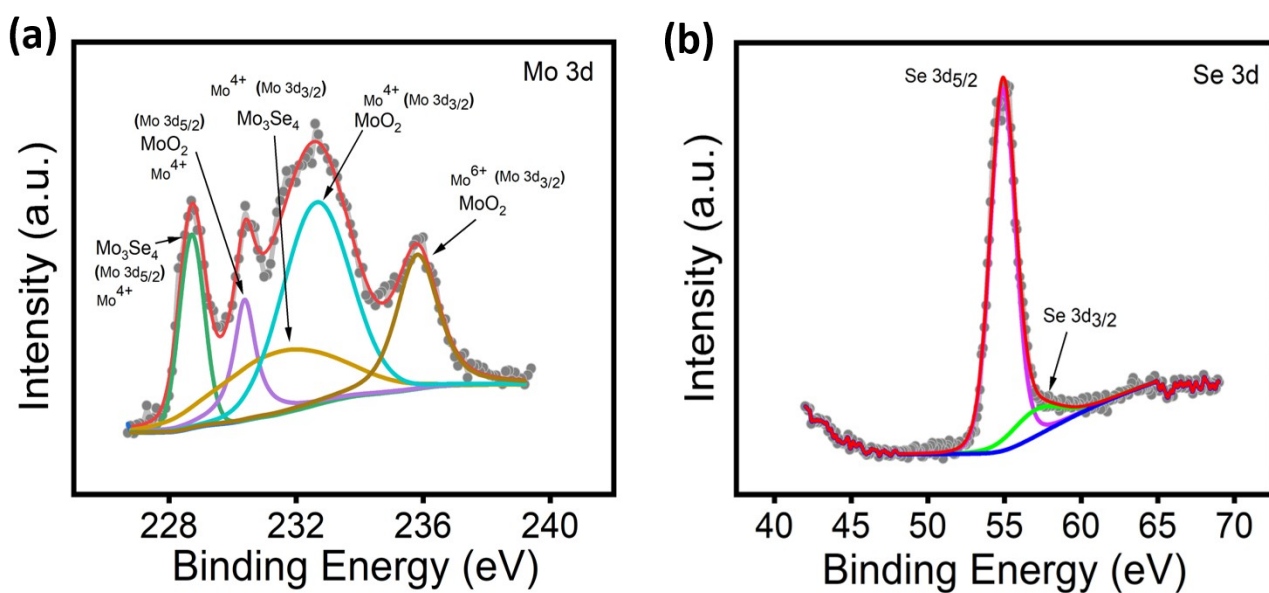 (a)
Mo 3d
Mo4+ (Mo 3d3/2)
Mo3Se4
Mo4+ (Mo 3d3/2)
MoO2
(Mo 3d5/2)
MoO2
Mo4+
Mo6+ (Mo 3d3/2)
MoO2
Mo3Se4
(Mo 3d5/2)
Mo4+
Intensity (a.u.)
228 232 236 240
Binding Energy (eV)
(b)
Se 3d
Se 3d5/2
Se 3d3/2
Intensity (a.u.)
40 45 50 55 60 65 70
Binding Energy (eV)